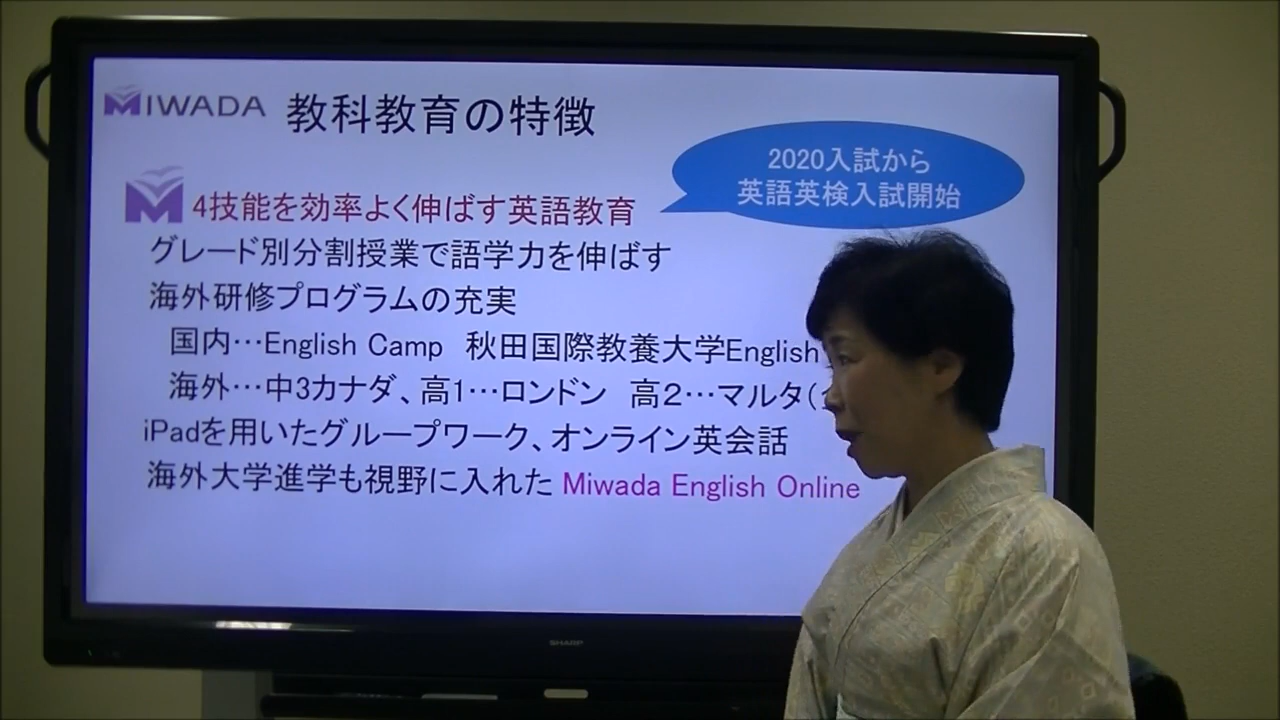 MIWADA 教科教育の特徴
2020入試から
英語英検入試開始
M 4技能を効率よく伸ばす英語教育
グレード別分割授業で語学力を伸ばす
海外研修プログラムの充実
国内…English Camp 秋田国際教養大学English
海外…中3カナダ、高1…ロンドン 高2…マルタ(
iPadを用いたグループワーク、オンライン英会話
海外大学進学も視野に入れた Miwada English Online
SHARP